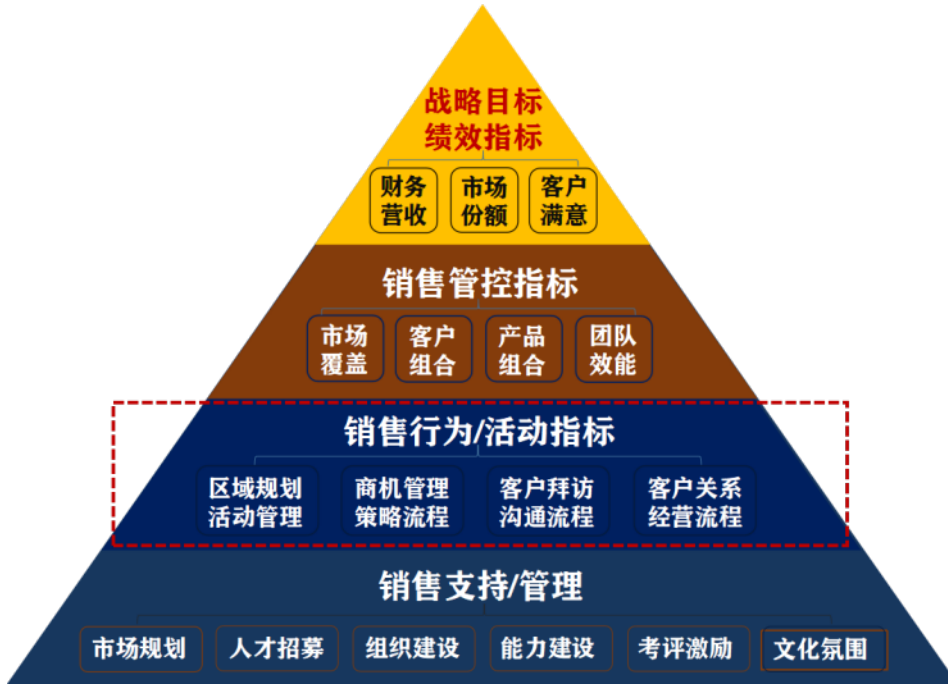 战略目标
绩效指标
财务 市场 客户
营收 份额 满意
销售管控指标
市场 客户 产品 团队
覆盖 组合 组合 效能
销售行为/活动指标
区域规划 商机管理 客户拜访 客户关系
活动管理 策略流程 沟通流程 经营流程
销售支持/管理
市场规划 人才招募 组织建设 能力建设 考评激励 文化氛围